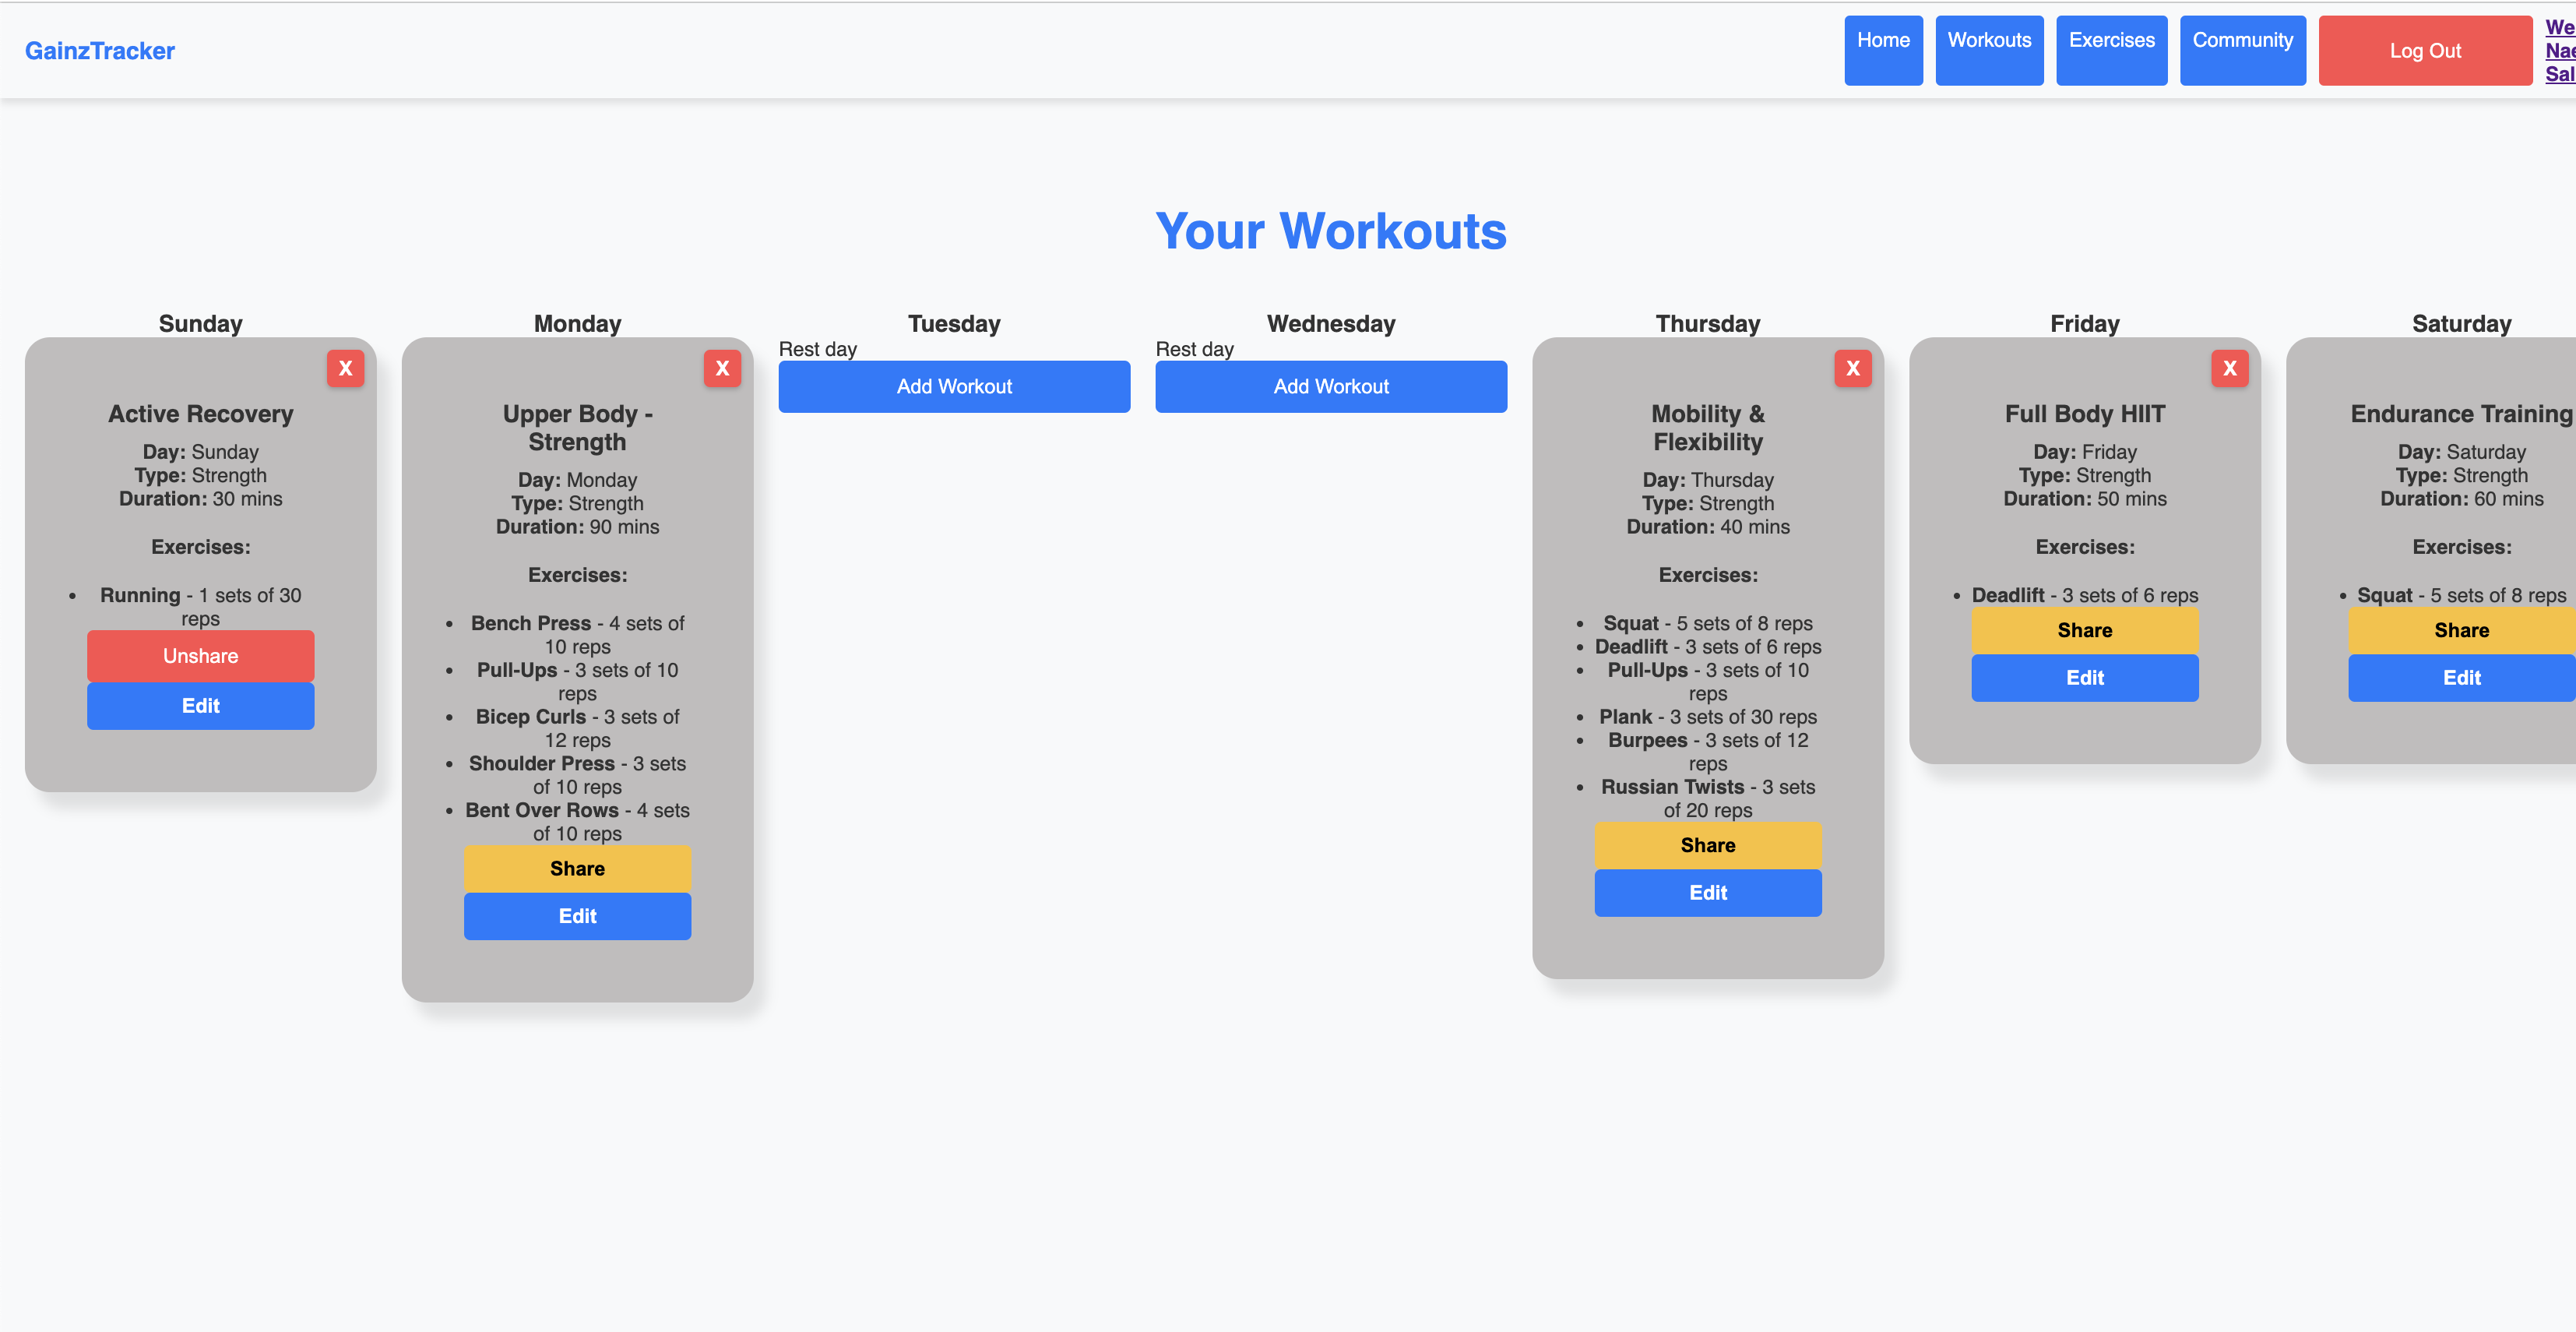 GainzTracker
Home
Workouts
Exercises
Community
Log Out
Your Workouts
Sunday
X
Active Recovery
Day: Sunday
Type: Strength
Duration: 30 mins
Exercises:
• Running - 1 sets of 30
reps
Unshare
Edit
Monday
X
Upper Body -
Strength
Day: Monday
Type: Strength
Duration: 90 mins
Exercises:
• Bench Press - 4 sets of
10 reps
• Pull-Ups - 3 sets of 10
reps
• Bicep Curls - 3 sets of
12 reps
• Shoulder Press - 3 sets
of 10 reps
• Bent Over Rows - 4 sets
of 10 reps
Share
Edit
Tuesday
Rest day
Add Workout
Wednesday
Rest day
Add Workout
Thursday
X
Mobility &
Flexibility
Day: Thursday
Type: Strength
Duration: 40 mins
Exercises:
• Squat - 5 sets of 8 reps
• Deadlift - 3 sets of 6 reps
• Pull-Ups - 3 sets of 10
reps
• Plank - 3 sets of 30 reps
• Burpees - 3 sets of 12
reps
• Russian Twists - 3 sets
of 20 reps
Share
Edit
Friday
X
Full Body HIIT
Day: Friday
Type: Strength
Duration: 50 mins
Exercises:
• Deadlift - 3 sets of 6 reps
Share
Edit
Saturday
Endurance Training
Day: Saturday
Type: Strength
Duration: 60 mins
Exercises:
• Squat - 5 sets of 8 reps
Share
Edit